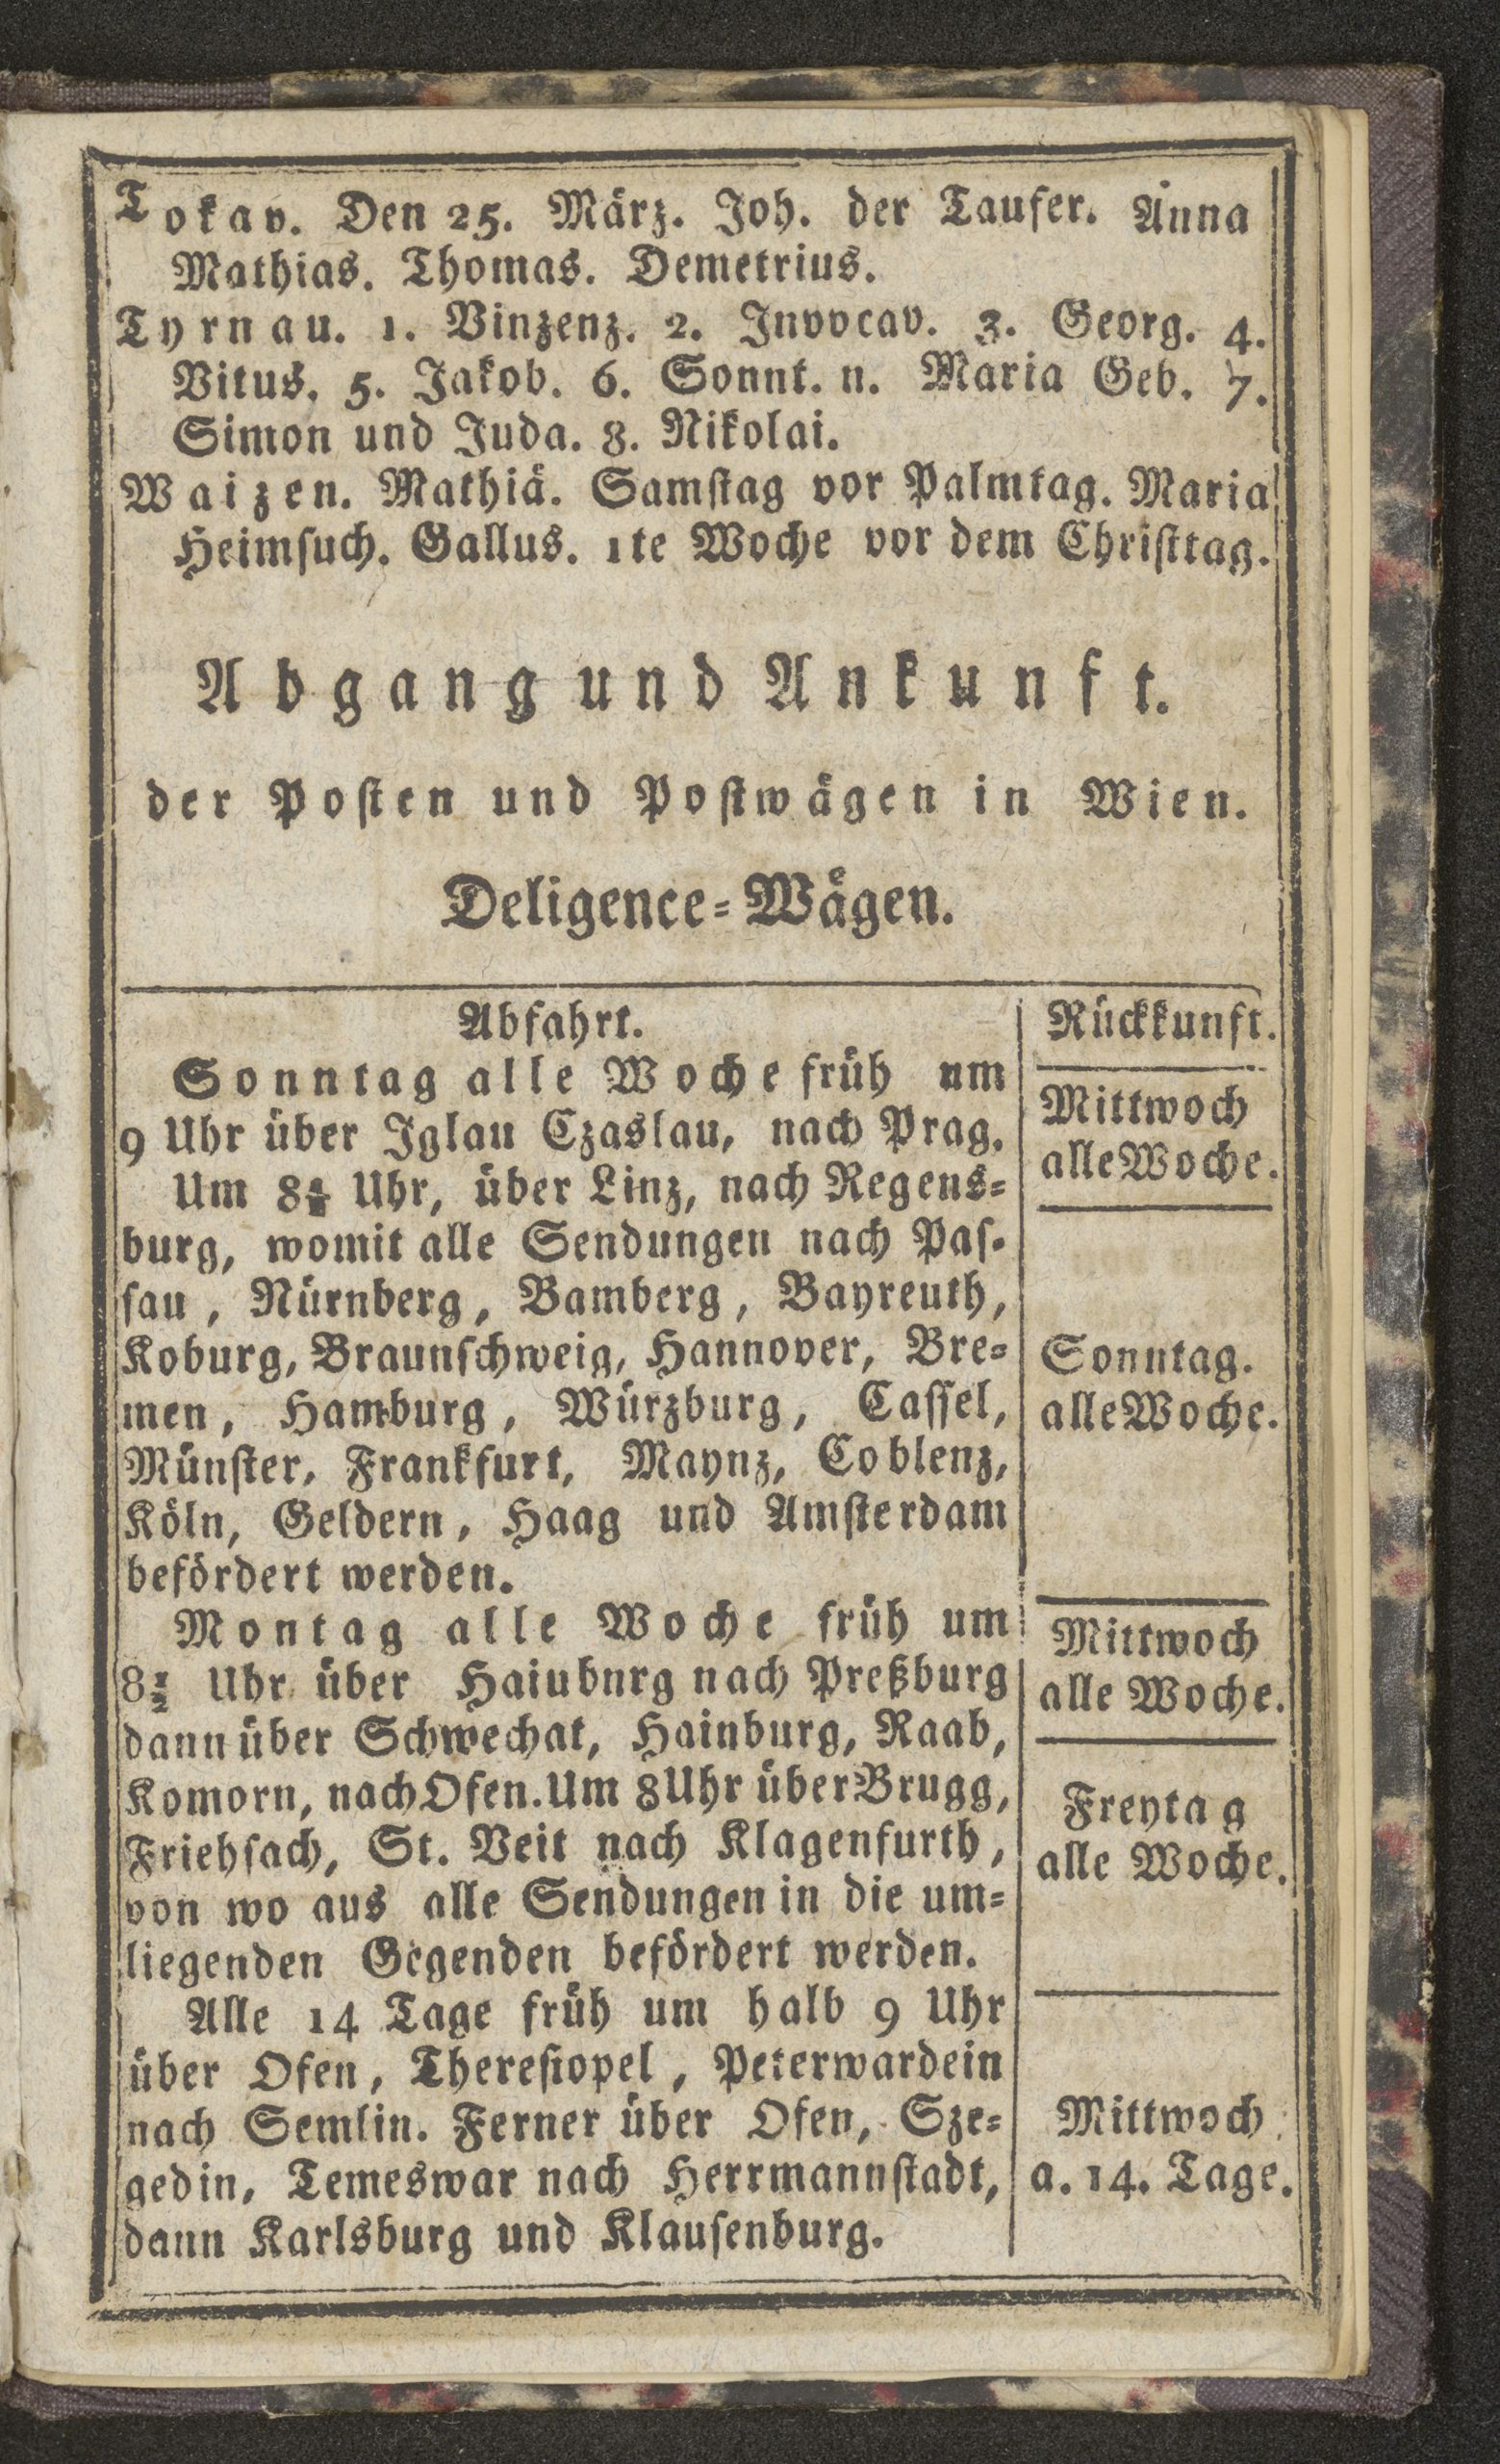 Tokav. Den 25. März. Joh. der Taufer. Anna
Mathias. Thomas. Demetrius.
Tyrnau. 1. Vinzenz. 2. Invocav. 3. Georg. 4.
Vitus. 5. Jakob. 6. Sonnt. n. Maria Geb. 7.
Simon und Juda. 8. Nikolai.
Waizen. Mathiä. Samstag vor Palmtag. Maria
Heimsuch. Gallus. 1te Woche vor dem Christtag.
Abgang und Ankunft.
der Posten und Postwägen in Wien.
Deligence-Wägen.
Abfahrt.
Sonntag alle Woche früh um
9 Uhr über Iglau Czaslau, nach Prag.
Um 8½ Uhr, über Linz, nach Regens-
burg, womit alle Sendungen nach Pas-
sau, Nürnberg, Bamberg, Bayreuth,
Koburg, Braunschweig, Hannover, Bre-
men, Hamburg, Würzburg, Cassel,
Münster, Frankfurt, Maynz, Coblenz,
Köln, Geldern, Haag und Amsterdam
befördert werden.
Montag alle Woche früh um
8½ Uhr über Haiubnrg nach Preßburg
dann über Schwechat, Hainburg, Raab,
Komorn, nach Ofen. Um 8 Uhr über Brugg,
Friehsach, St. Veit nach Klagenfurth,
von wo aus alle Sendungen in die um-
liegenden Gegenden befördert werden.
Alle 14 Tage früh um halb 9 Uhr
über Ofen, Theresiopel, Peterwardein
nach Semlin. Ferner über Ofen, Sze-
gedin, Temeswar nach Herrmannstadt,
dann Karlsburg und Klausenburg.
Rückkunft.
Mittwoch
alle Woche.
Sonntag.
alle Woche.
Mittwoch
alle Woche.
Freytag
alle Woche.
Mittwoch
a. 14. Tage.